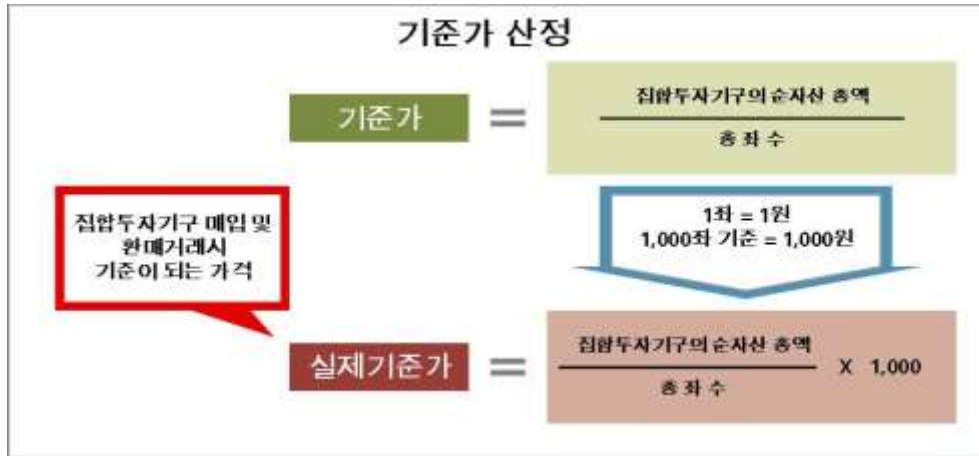 기준가 산정
기준가 = 집합투자기구의 순자산 총액
총 좌 수
집합투자기구 매입 및
환매거래시
기준이 되는 가격
1좌 = 1원
1,000좌 기준 = 1,000원
실제기준가 = 집합투자기구의 순자산 총액
총 좌 수
X 1,000